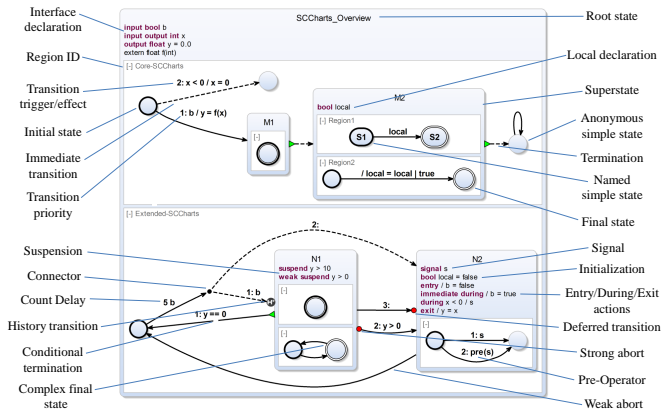 Interface
declaration
Region ID
Transition
trigger/effect
Initial state
Immediate
transition
Transition
priority
Suspension
Connector
Count Delay
History transition
Conditional
termination
Complex final
state
SCCharts_Overview
input bool b
input output int x
output float y = 0.0
extern float f(int)
[-] Core-SCCharts
2: x < 0 / x = 0
1: b / y = f(x)
M1
[-]
M2
bool local
[-] Region1
S1
local
S2
[-] Region2
/ local = local | true
[-] Extended-SCCharts
2:
N1
suspend y > 10
weak suspend y > 0
[-]
[-]
5 b
1: b
H
1: y == 0
3:
2: y > 0
N2
signal s
bool local = false
entry / b = false
immediate during / b = true
during x < 0 / s
exit / y = x
[-]
1: s
2: pre(s)
Root state
Local declaration
Superstate
Anonymous
simple state
Termination
Named
simple state
Final state
Signal
Initialization
Entry/During/Exit
actions
Deferred transition
Strong abort
Pre-Operator
Weak abort